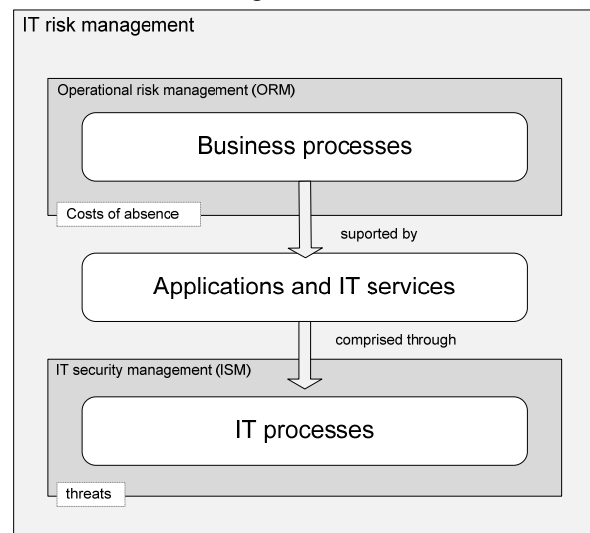 IT risk management
Operational risk management (ORM)
Business processes
Costs of absence
suported by
Applications and IT services
comprised through
IT security management (ISM)
IT processes
threats